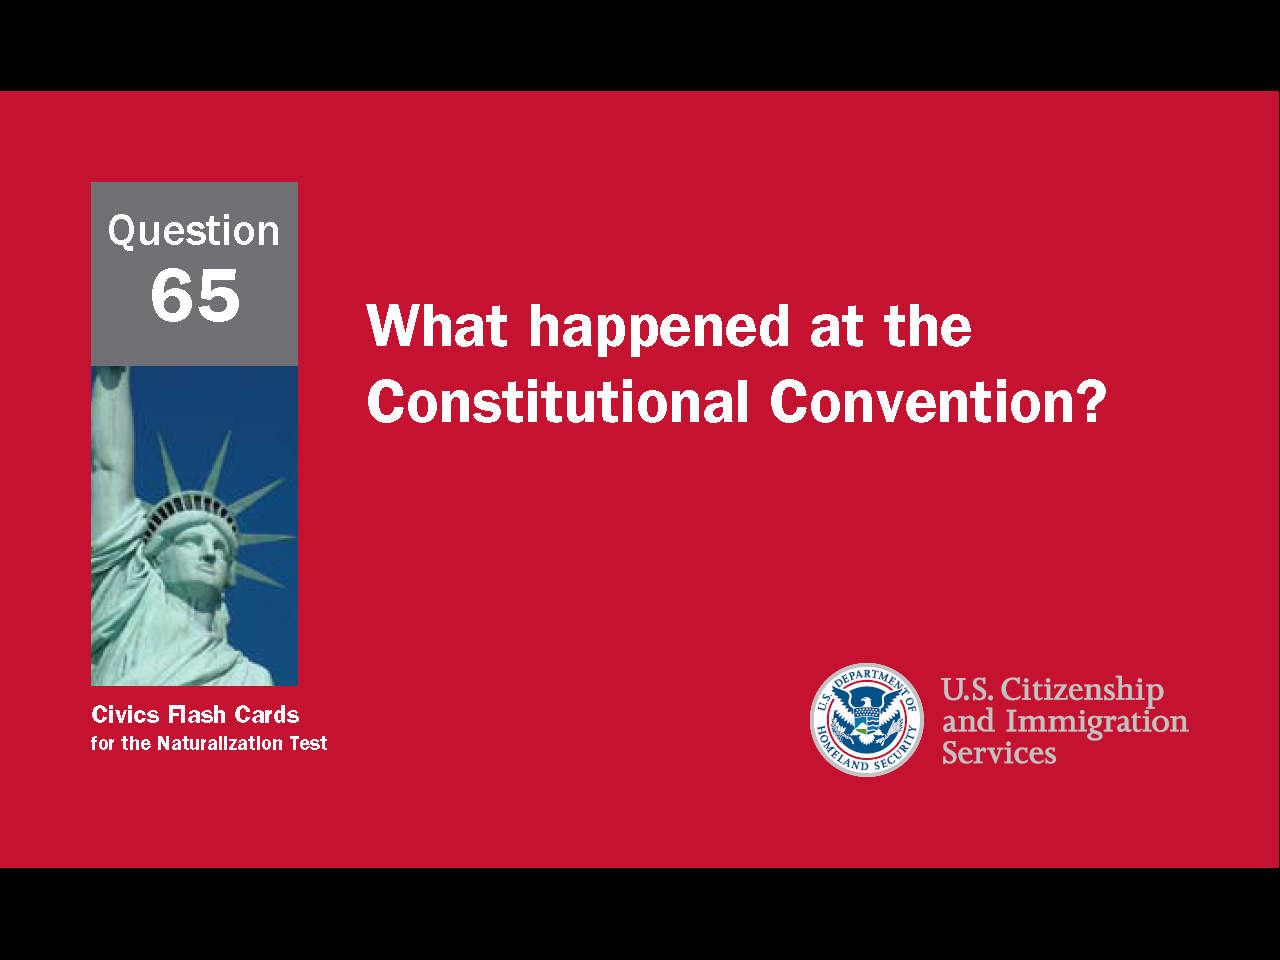 Question
65
What happened at the
Constitutional Convention?
Civics Flash Cards
for the Naturalization Test
U.S. DEPARTMENT OF
HOMELAND SECURITY
U.S. Citizenship
and Immigration
Services